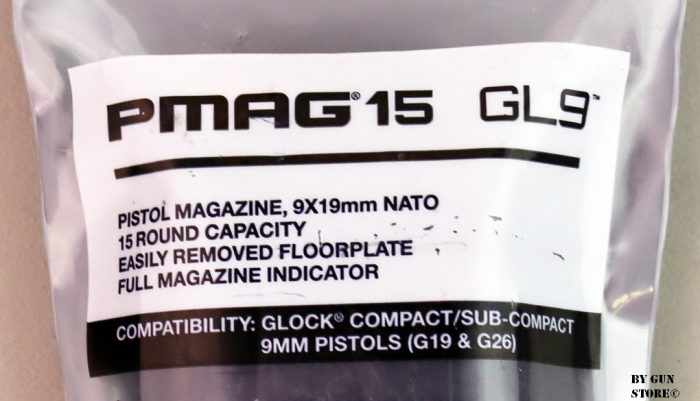 PMAG® 15 GL9™
PISTOL MAGAZINE, 9X19mm NATO
15 ROUND CAPACITY
EASILY REMOVED FLOORPLATE
FULL MAGAZINE INDICATOR
COMPATIBILITY: GLOCK® COMPACT/SUB-COMPACT
9MM PISTOLS (G19 & G26)
BY GUN
STORE©